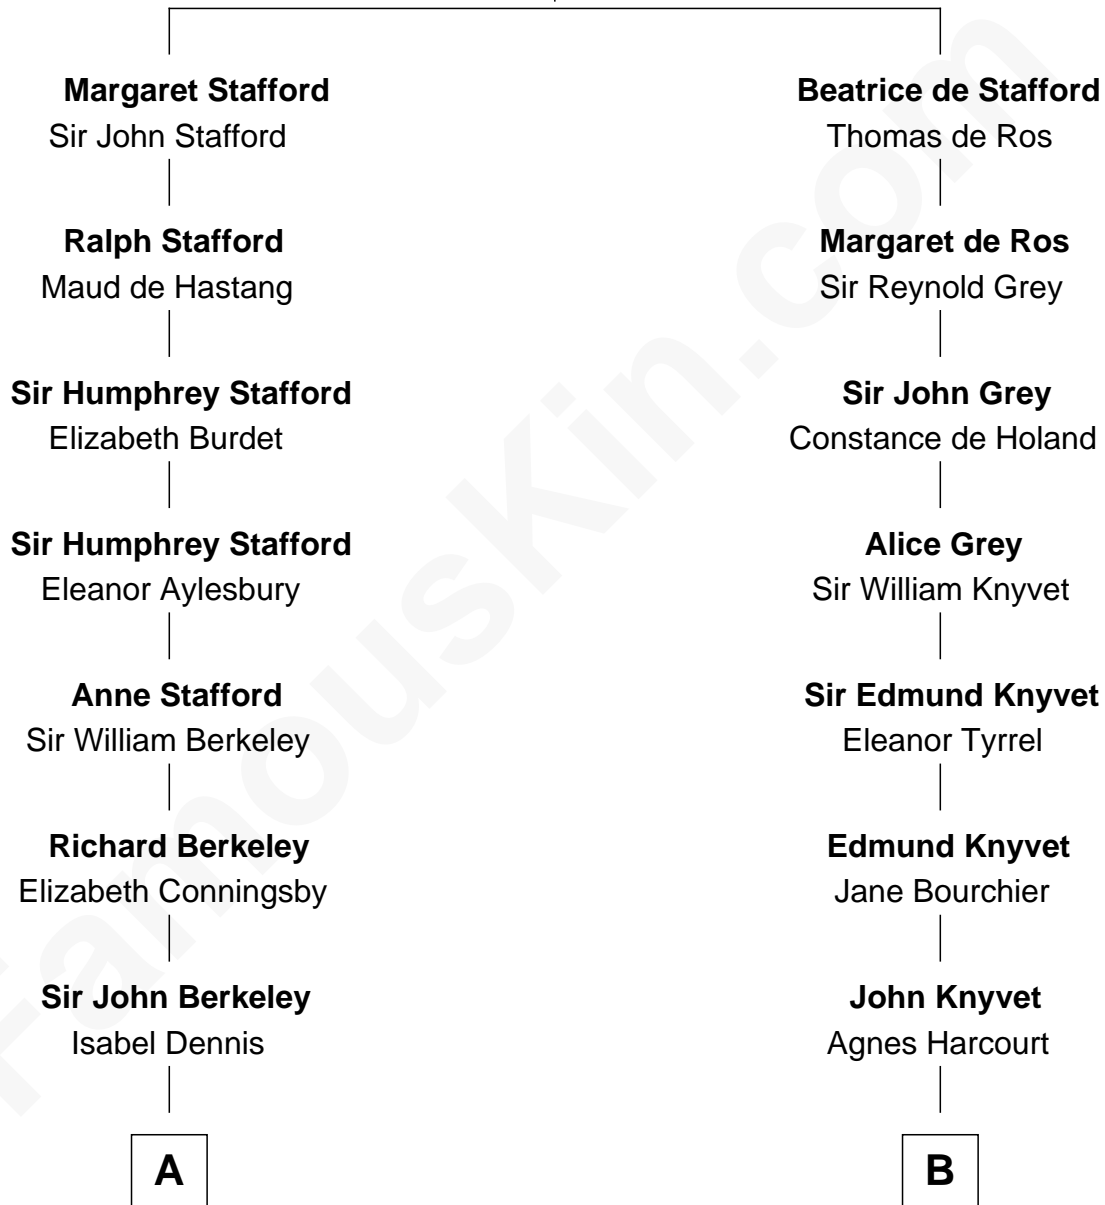 Margaret Stafford
Sir John Stafford
Ralph Stafford
Maud de Hastang
Sir Humphrey Stafford
Elizabeth Burdet
Sir Humphrey Stafford
Eleanor Aylesbury
Anne Stafford
Sir William Berkeley
Richard Berkeley
Elizabeth Conningsby
Sir John Berkeley
Isabel Dennis
A
Beatrice de Stafford
Thomas de Ros
Margaret de Ros
Sir Reynold Grey
Sir John Grey
Constance de Holand
Alice Grey
Sir William Knyvet
Sir Edmund Knyvet
Eleanor Tyrrel
Edmund Knyvet
Jane Bourchier
John Knyvet
Agnes Harcourt
B
FamousKin.com